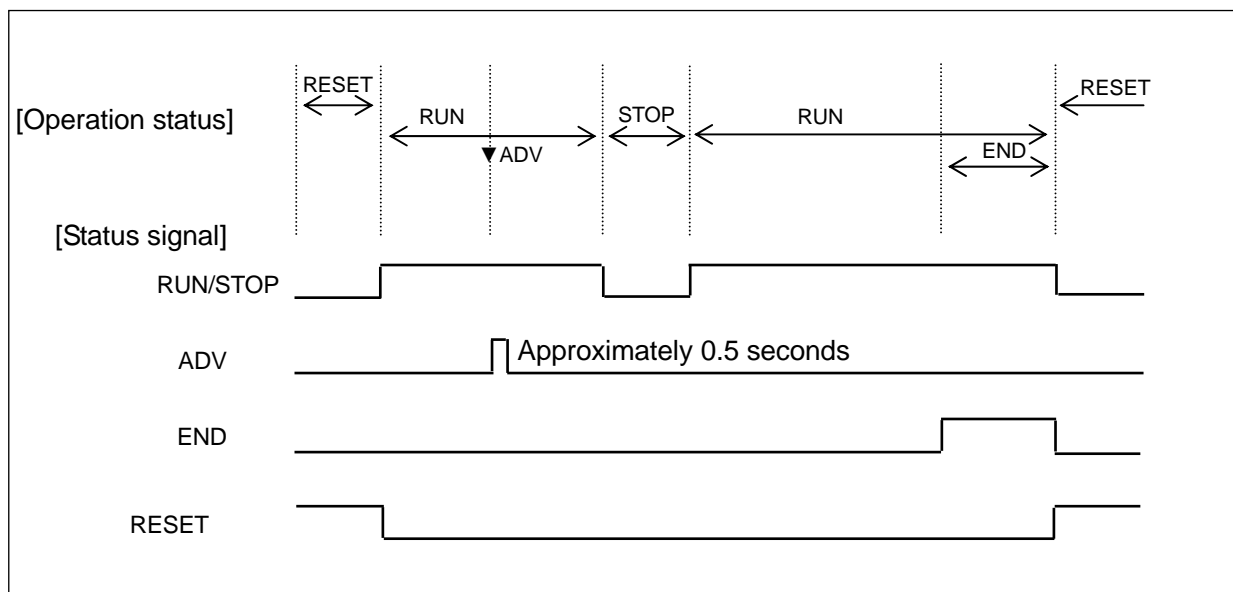 RESET
RESET
[Operation status]
RUN
STOP
RUN
▼ ADV
END
[Status signal]
RUN/STOP
ADV
Approximately 0.5 seconds
END
RESET